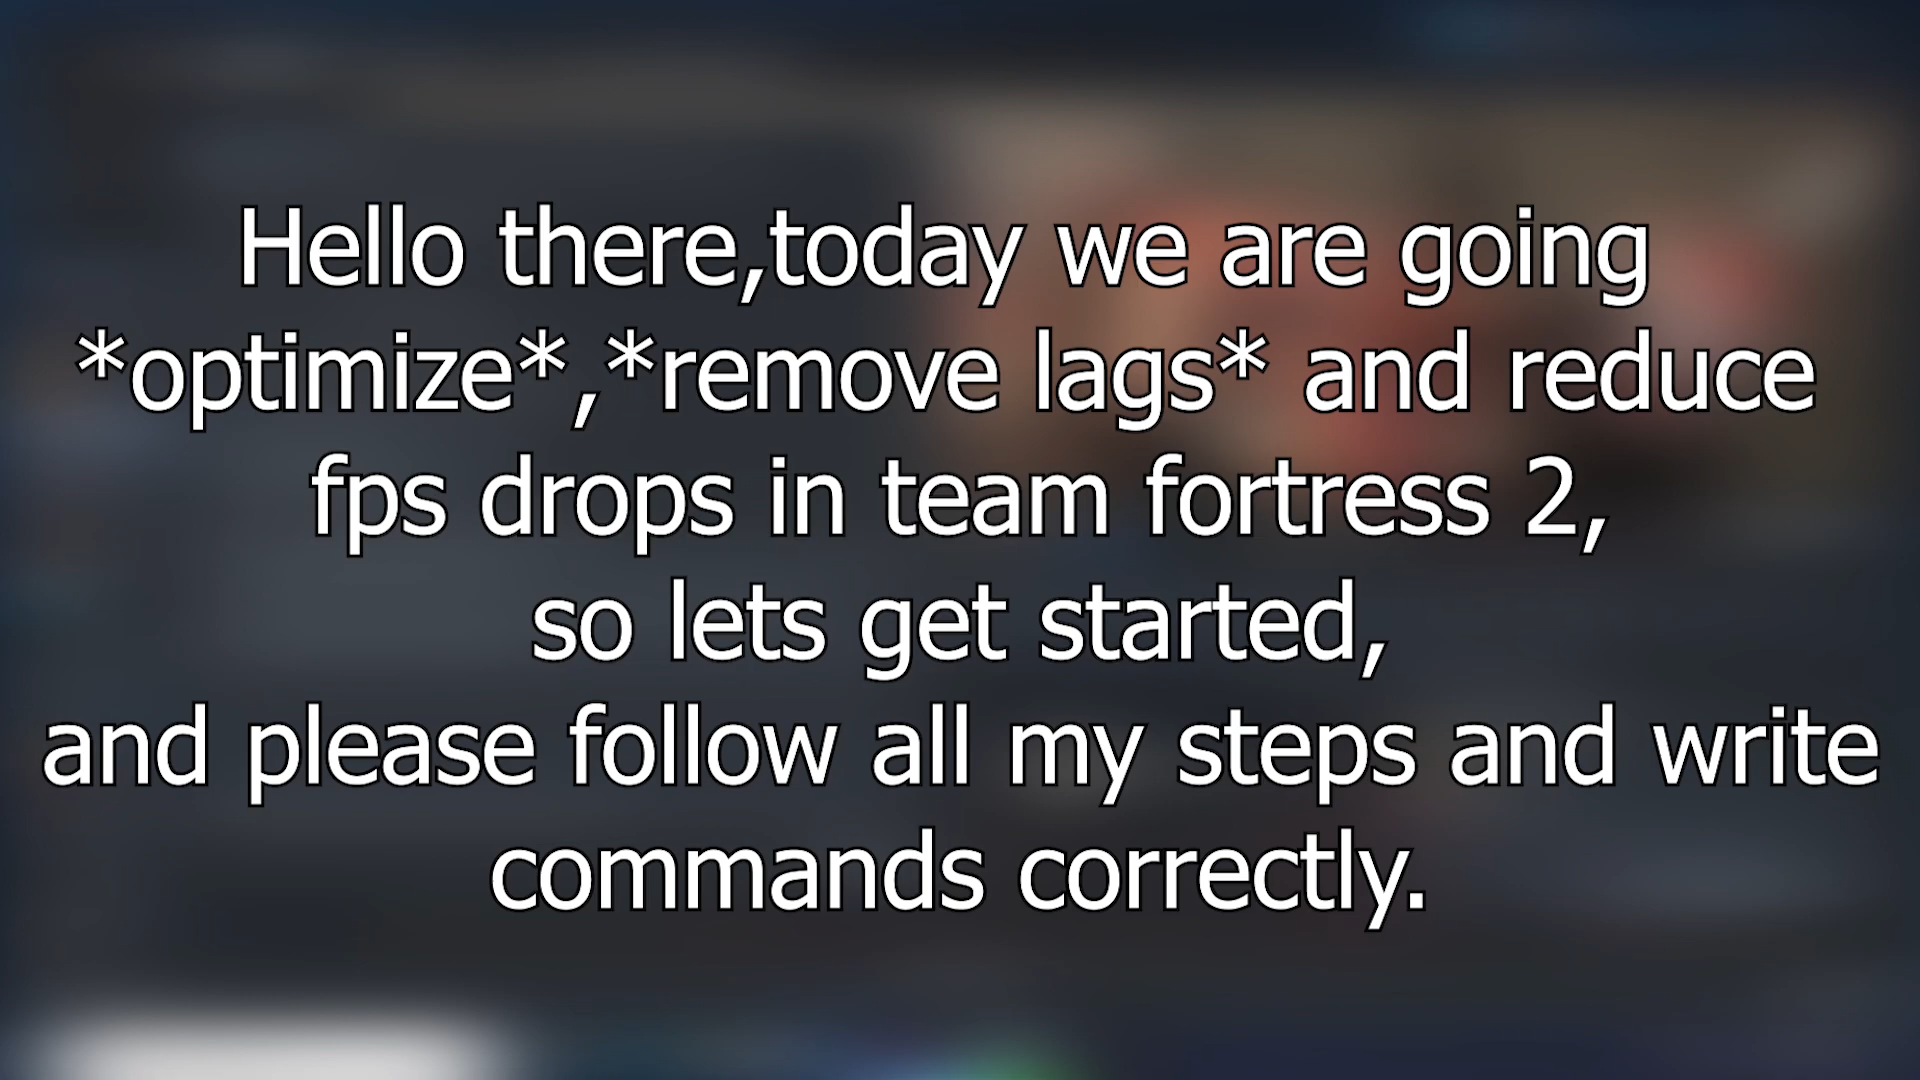 Hello there,today we are going
*optimize*,*remove lags* and reduce
fps drops in team fortress 2,
so lets get started,
and please follow all my steps and write
commands correctly.